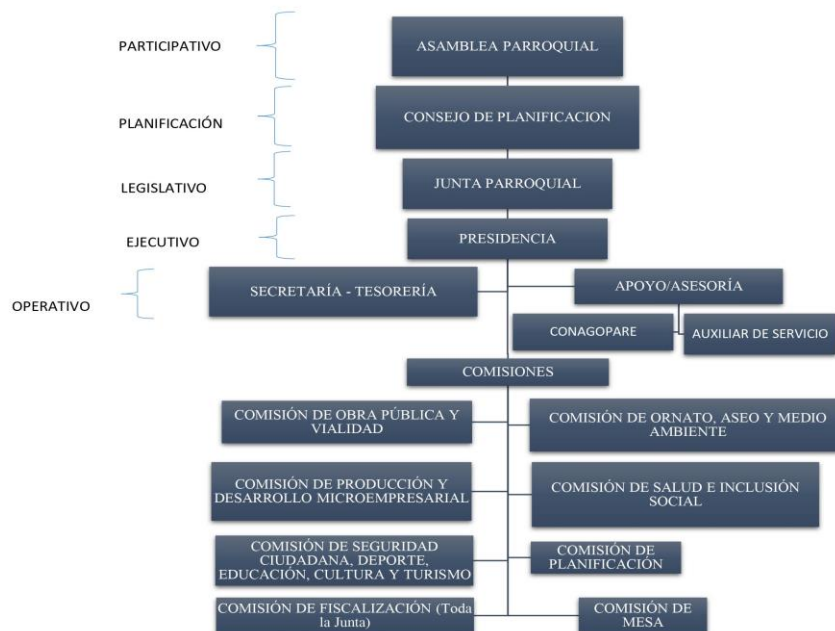 PARTICIPATIVO
ASAMBLEA PARROQUIAL
PLANIFICACIÓN
CONSEJO DE PLANIFICACION
LEGISLATIVO
JUNTA PARROQUIAL
EJECUTIVO
PRESIDENCIA
OPERATIVO
SECRETARÍA - TESORERÍA
APOYO/ASESORÍA
CONAGOPARE
AUXILIAR DE SERVICIO
COMISIONES
COMISIÓN DE OBRA PÚBLICA Y
VIALIDAD
COMISIÓN DE ORNATO, ASEO Y MEDIO
AMBIENTE
COMISIÓN DE PRODUCCIÓN Y
DESARROLLO MICROEMPRESARIAL
COMISIÓN DE SALUD E INCLUSIÓN
SOCIAL
COMISIÓN DE SEGURIDAD
CIUDADANA, DEPORTE,
EDUCACIÓN, CULTURA Y TURISMO
COMISIÓN DE
PLANIFICACIÓN
COMISIÓN DE FISCALIZACIÓN (Toda
la Junta)
COMISIÓN DE
MESA